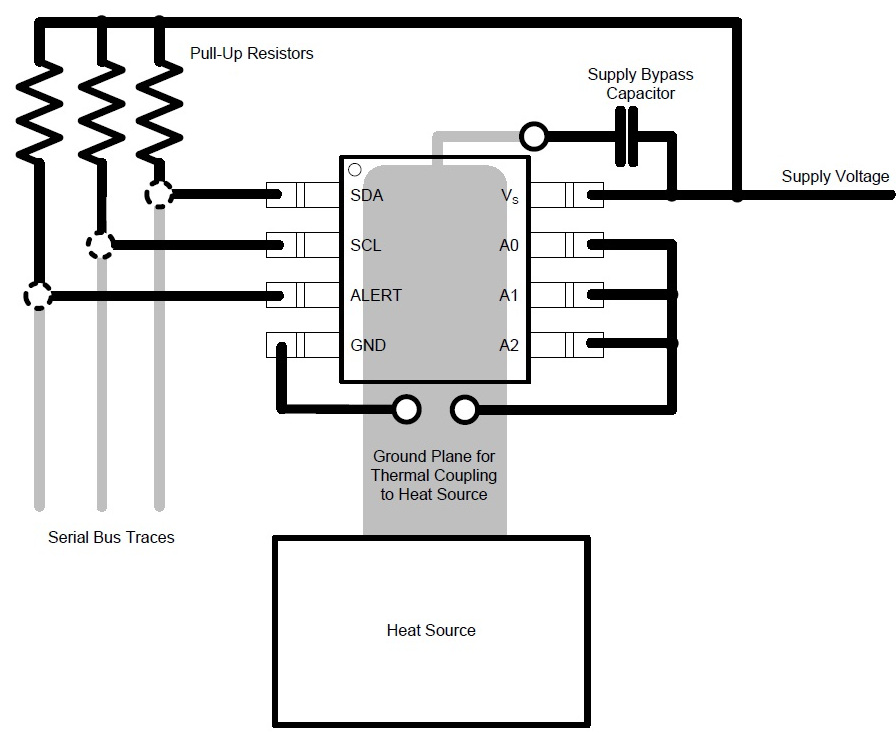 Pull-Up Resistors
Supply Bypass
Capacitor
Supply Voltage
SDA
Vs
SCL
A0
ALERT
A1
GND
A2
Ground Plane for
Thermal Coupling
to Heat Source
Serial Bus Traces
Heat Source